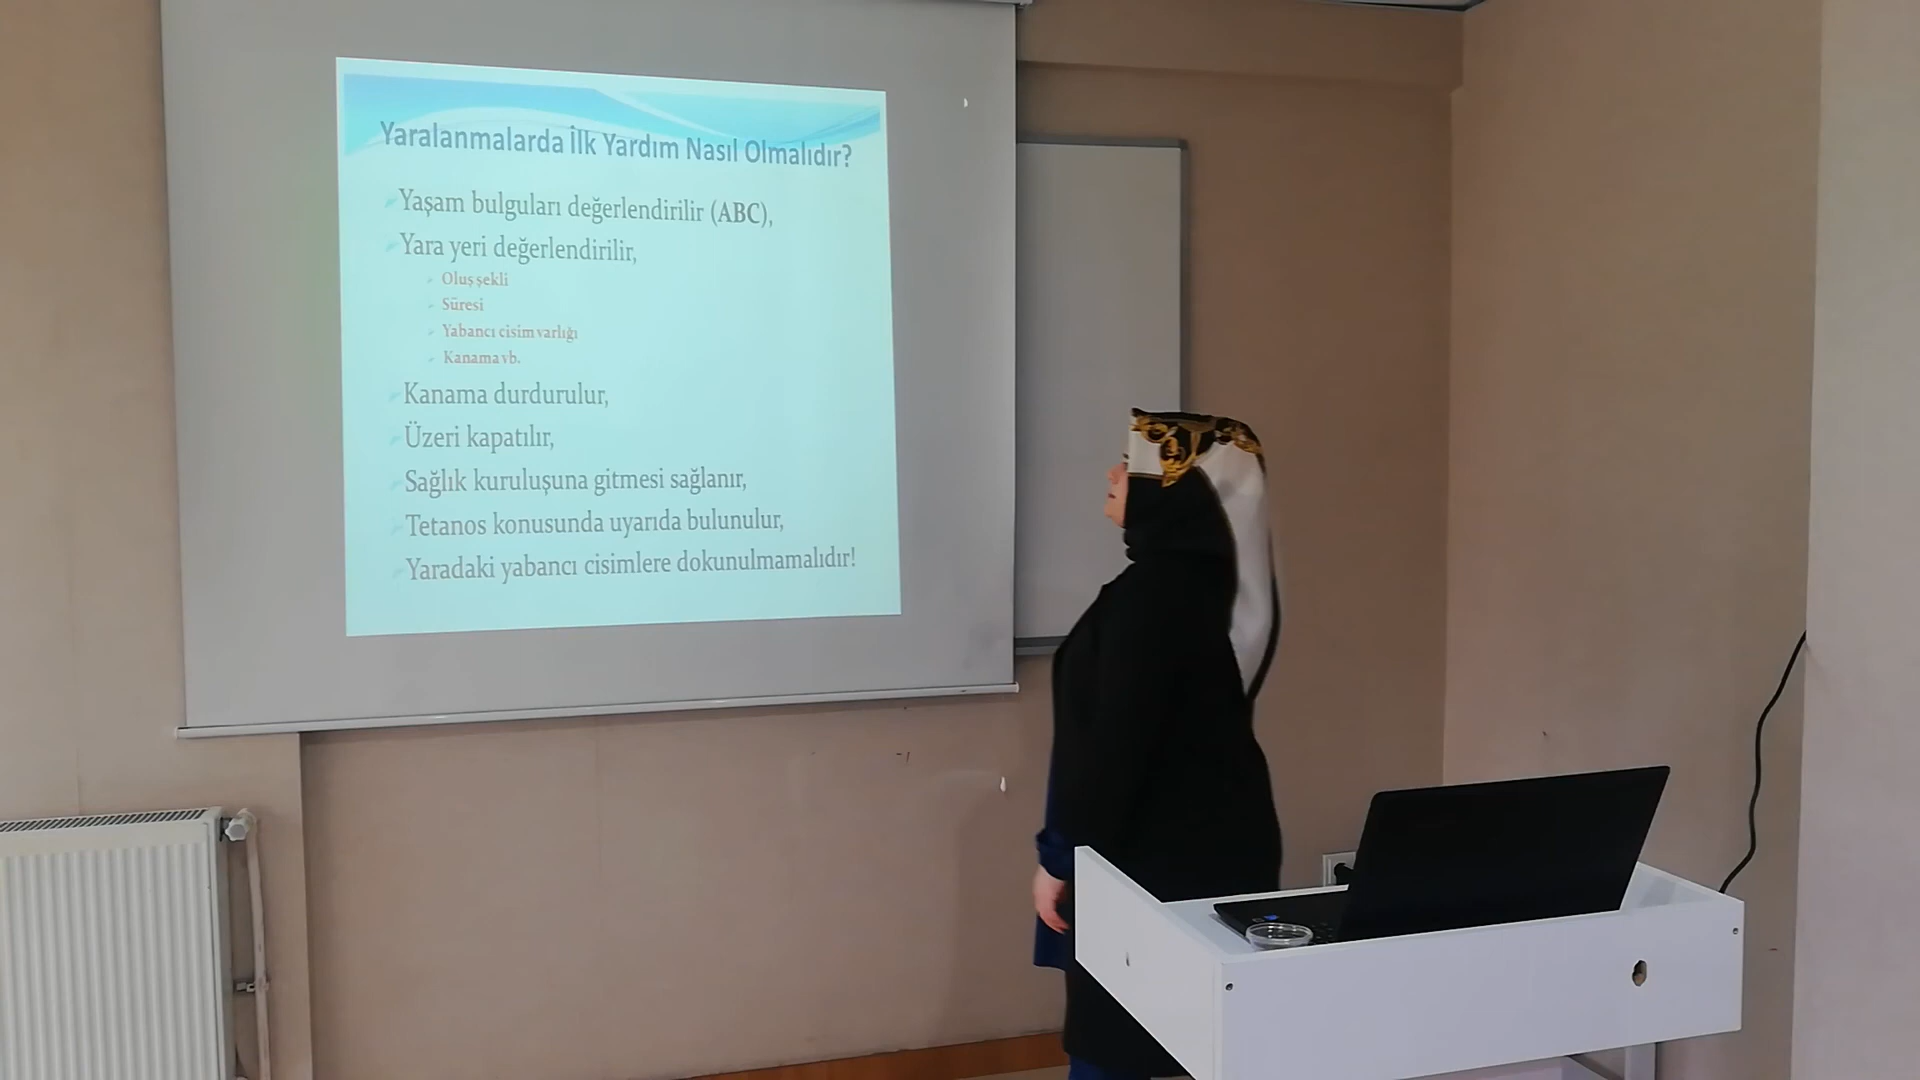 Yaralanmalarda İlk Yardım Nasıl Olmalıdır?
Yaşam bulguları değerlendirilir (ABC),
Yara yeri değerlendirilir,
Oluş şekli
Süresi
Yabancı cisim varlığı
Kanama vb.
Kanama durdurulur,
Üzeri kapatılır,
Sağlık kuruluşuna gitmesi sağlanır,
Tetanos konusunda uyarıda bulunulur,
Yaradaki yabancı cisimlere dokunulmamalıdır!